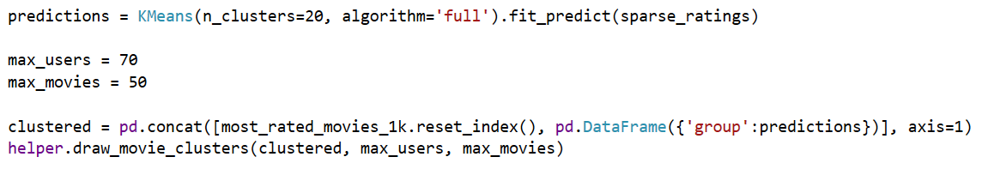 predictions = KMeans(n_clusters=20, algorithm='full').fit_predict(sparse_ratings)
max_users = 70
max_movies = 50
clustered = pd.concat([most_rated_movies_1k.reset_index(), pd.DataFrame({'group':predictions})], axis=1)
helper.draw_movie_clusters(clustered, max_users, max_movies)